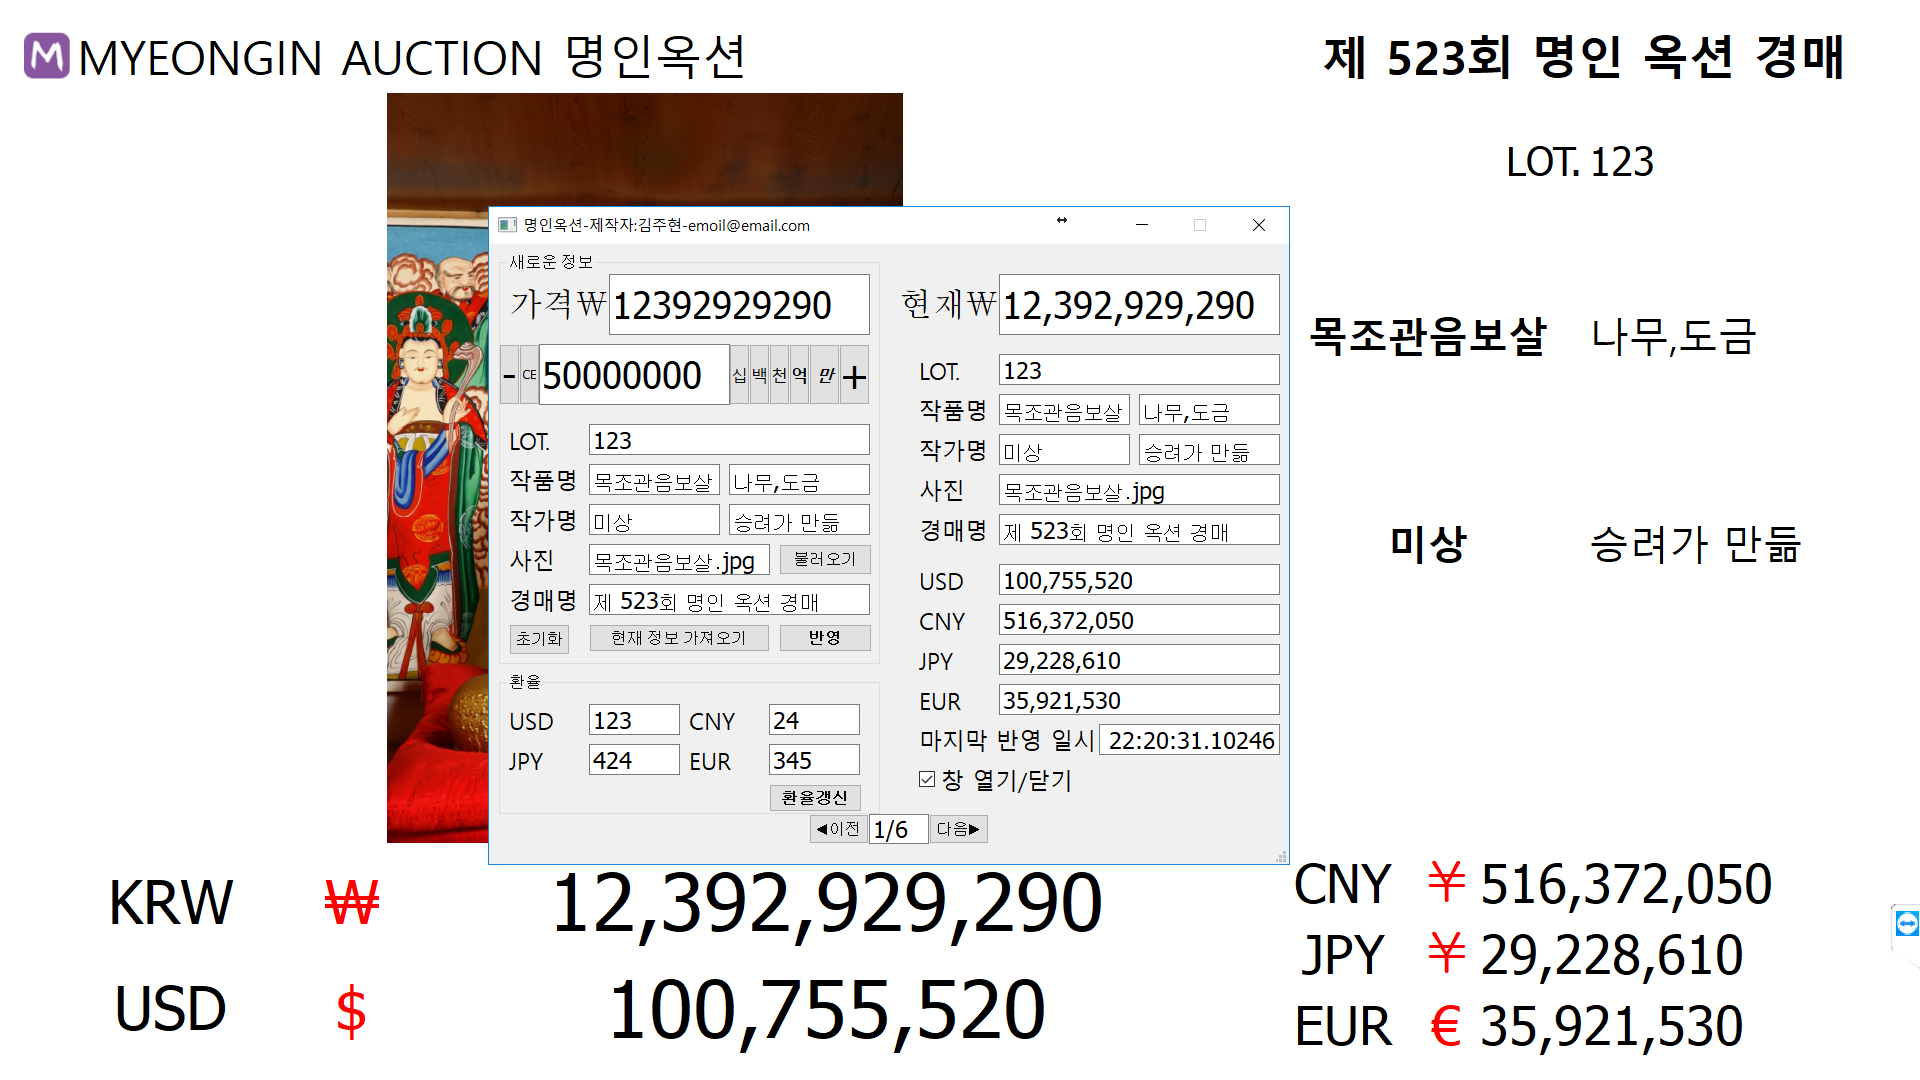 M MYEONGIN AUCTION 명인옥션
제 523회 명인 옥션 경매
LOT. 123
목조관음보살 나무,도금
미상 승려가 만듦
명인옥션-제작자:김주현-emoil@email.com
새로운 정보
가격₩ 12392929290
- CE 50000000 십 백 천 억 만 +
LOT. 123
작품명 목조관음보살 나무,도금
작가명 미상 승려가 만듦
사진 목조관음보살.jpg 불러오기
경매명 제 523회 명인 옥션 경매
초기화 현재 정보 가져오기 반영
환율
USD 123 CNY 24
JPY 424 EUR 345
환율갱신
현재₩ 12,392,929,290
LOT. 123
작품명 목조관음보살 나무,도금
작가명 미상 승려가 만듦
사진 목조관음보살.jpg
경매명 제 523회 명인 옥션 경매
USD 100,755,520
CNY 516,372,050
JPY 29,228,610
EUR 35,921,530
마지막 반영 일시 22:20:31.10246
창 열기/닫기
◀이전 1/6 다음▶
KRW ₩ 12,392,929,290
USD $ 100,755,520
CNY ¥ 516,372,050
JPY ¥ 29,228,610
EUR € 35,921,530